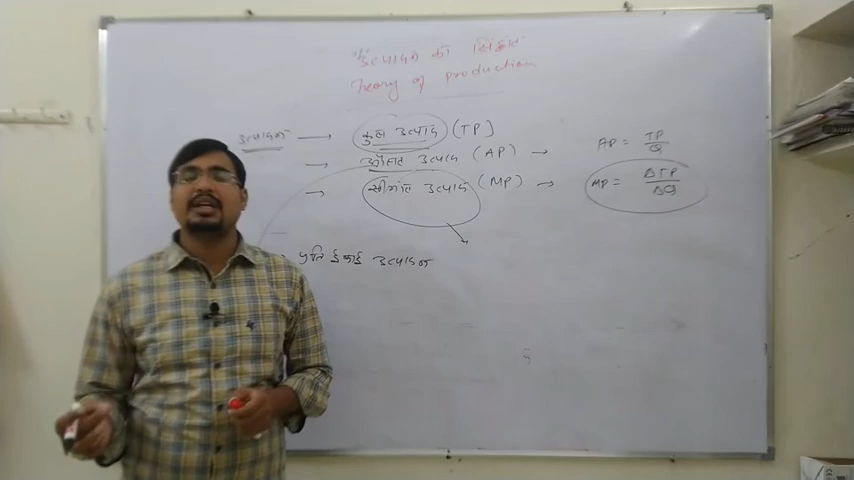 उत्पादन का सिद्धांत
Theory of production
उत्पादन → कुल उत्पाद (TP)
→ औसत उत्पाद (AP) → AP = TP/Q
→ सीमांत उत्पाद (MP) → MP = ΔTP/ΔQ
प्रति ईकाई उत्पादन